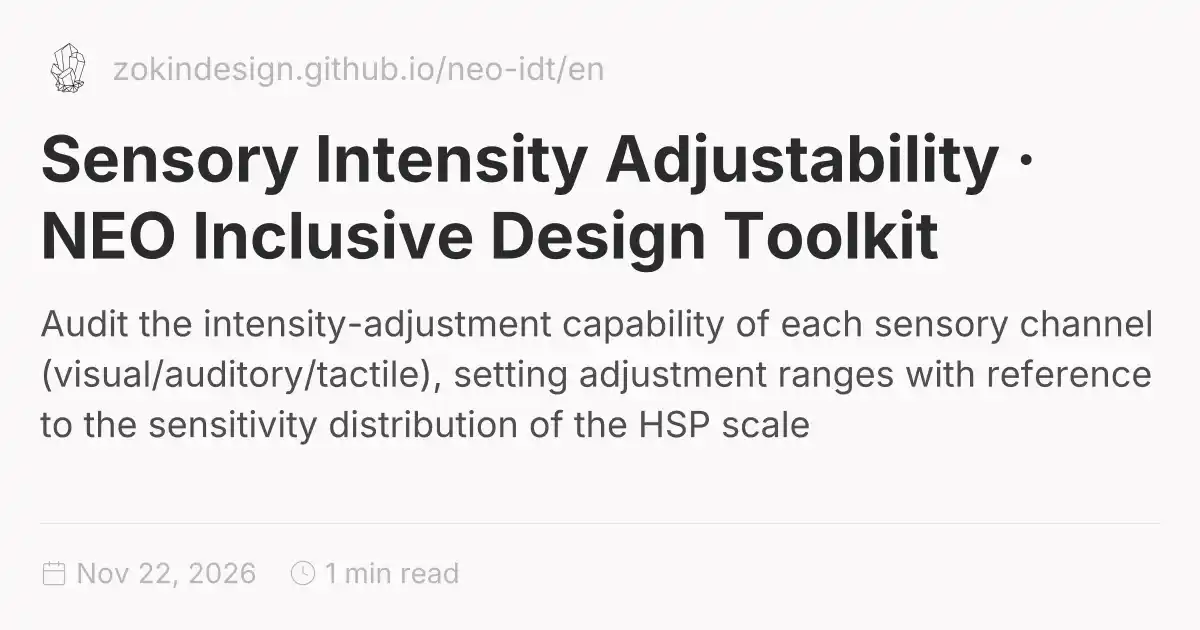 zokindesign.github.io/neo-idt/en
Sensory Intensity Adjustability ·
NEO Inclusive Design Toolkit
Audit the intensity-adjustment capability of each sensory channel
(visual/auditory/tactile), setting adjustment ranges with reference
to the sensitivity distribution of the HSP scale
Nov 22, 2026 1 min read